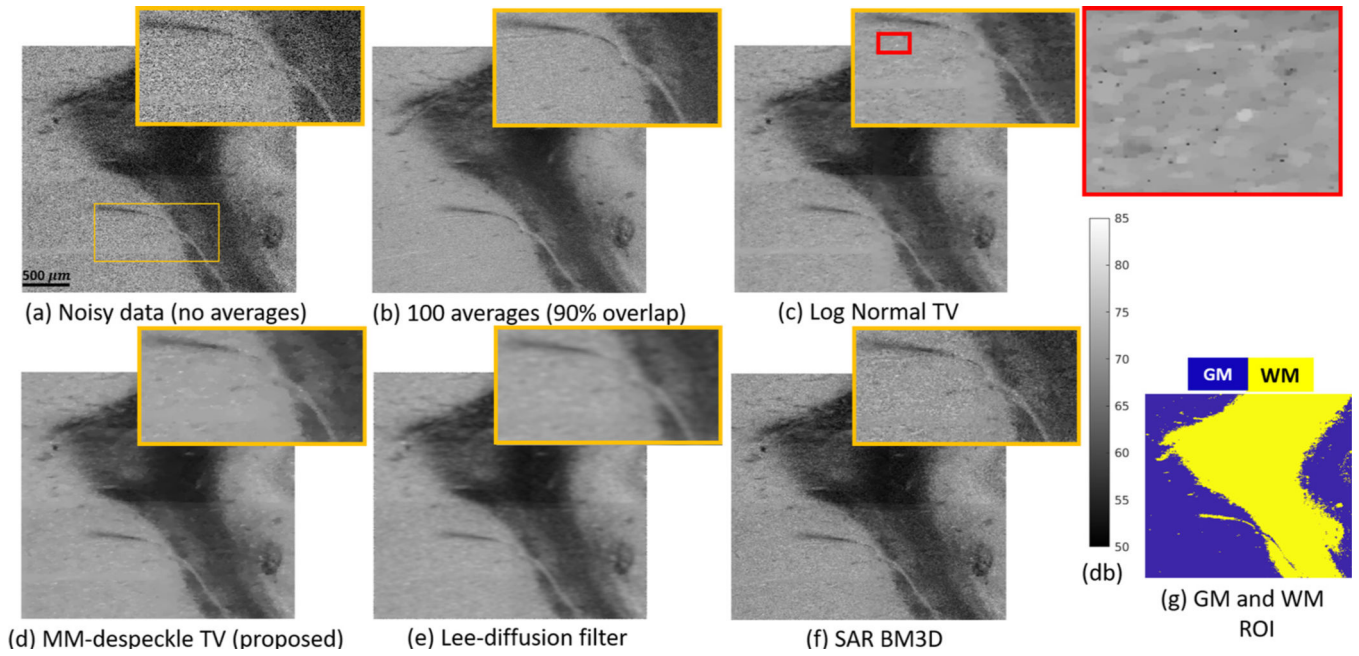 500 μm
(a) Noisy data (no averages)
(b) 100 averages (90% overlap)
(c) Log Normal TV
85
80
75
70
65
60
55
50
(db)
GM
WM
(d) MM-despeckle TV (proposed)
(e) Lee-diffusion filter
(f) SAR BM3D
(g) GM and WM
ROI